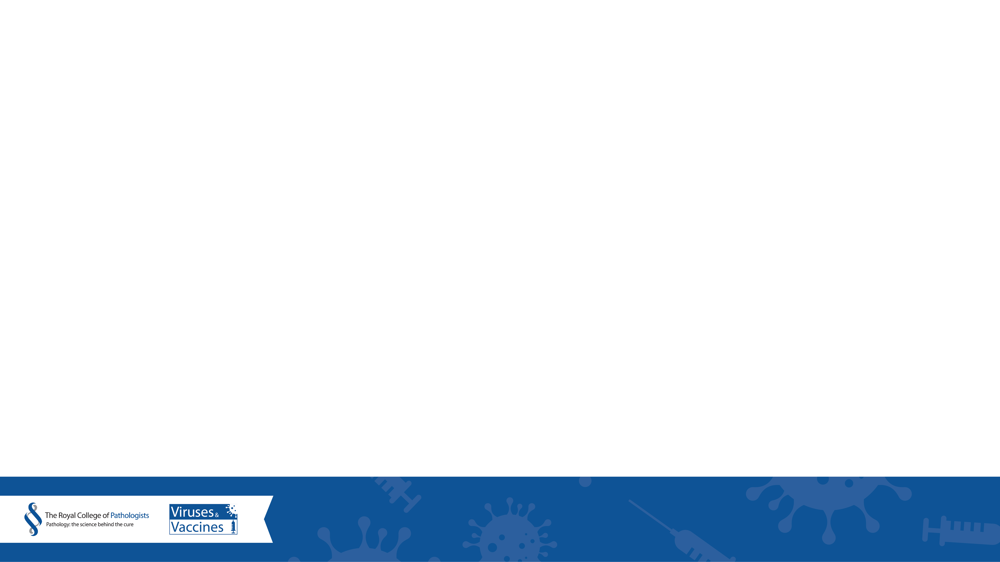 The Royal College of Pathologists
Pathology: the science behind the cure
Viruses &
Vaccines